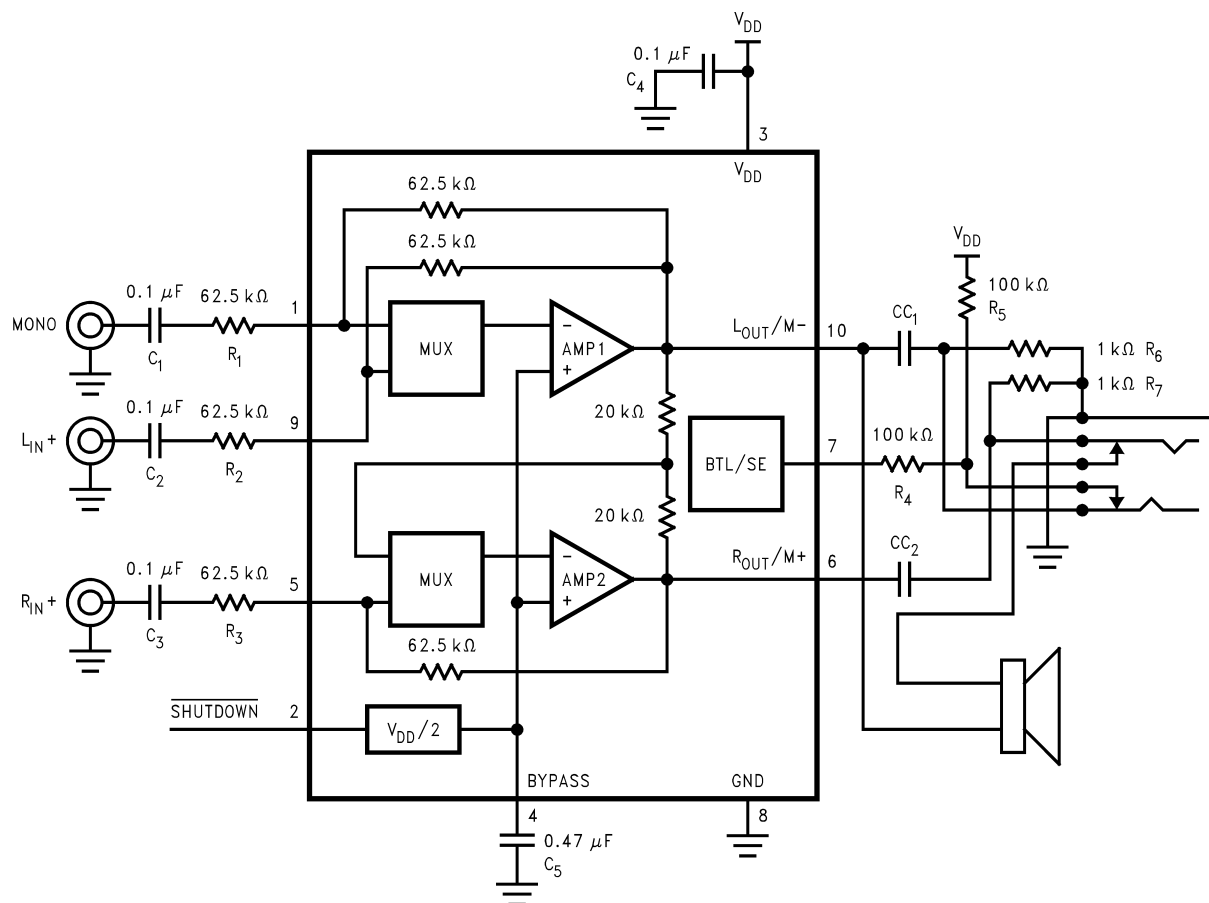 V_DD
0.1 μF
C_4
3
V_DD
62.5 kΩ
62.5 kΩ
V_DD
100 kΩ
R_5
MONO
0.1 μF
62.5 kΩ
1
C_1
R_1
MUX
−
AMP1
+
L_OUT/M−
10
CC_1
1 kΩ R_6
1 kΩ R_7
L_IN +
0.1 μF
62.5 kΩ
9
C_2
R_2
20 kΩ
BTL/SE
7
100 kΩ
R_4
20 kΩ
R_IN +
0.1 μF
62.5 kΩ
5
C_3
R_3
MUX
−
AMP2
+
R_OUT/M+
6
CC_2
62.5 kΩ
SHUTDOWN
2
V_DD/2
BYPASS
GND
4
8
0.47 μF
C_5